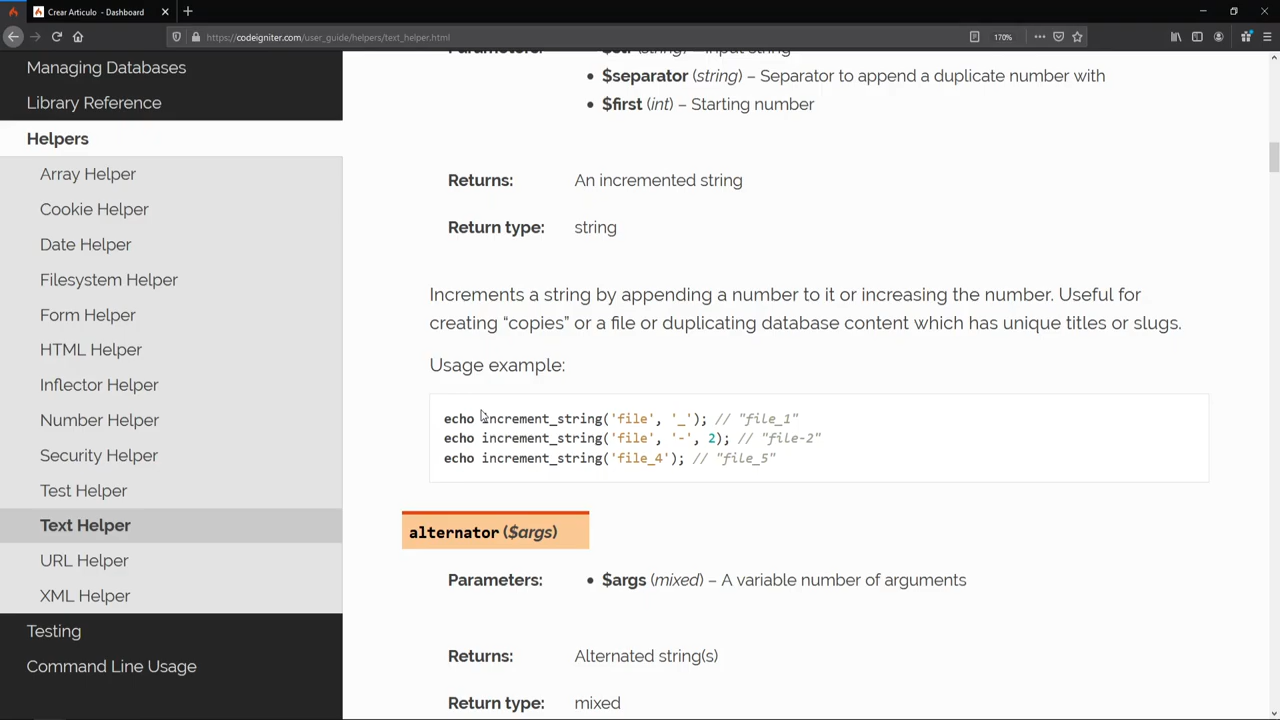 Crear Articulo - Dashboard
https://codeigniter.com/user_guide/helpers/text_helper.html
170%
Managing Databases
Library Reference
Helpers
Array Helper
Cookie Helper
Date Helper
Filesystem Helper
Form Helper
HTML Helper
Inflector Helper
Number Helper
Security Helper
Test Helper
Text Helper
URL Helper
XML Helper
Testing
Command Line Usage
Parameters:
• $str (string) – Input string
• $separator (string) – Separator to append a duplicate number with
• $first (int) – Starting number
Returns: An incremented string
Return type: string
Increments a string by appending a number to it or increasing the number. Useful for
creating “copies” or a file or duplicating database content which has unique titles or slugs.
Usage example:
echo increment_string('file', '_'); // "file_1"
echo increment_string('file', '-', 2); // "file-2"
echo increment_string('file_4'); // "file_5"
alternator ($args)
Parameters: • $args (mixed) – A variable number of arguments
Returns: Alternated string(s)
Return type: mixed